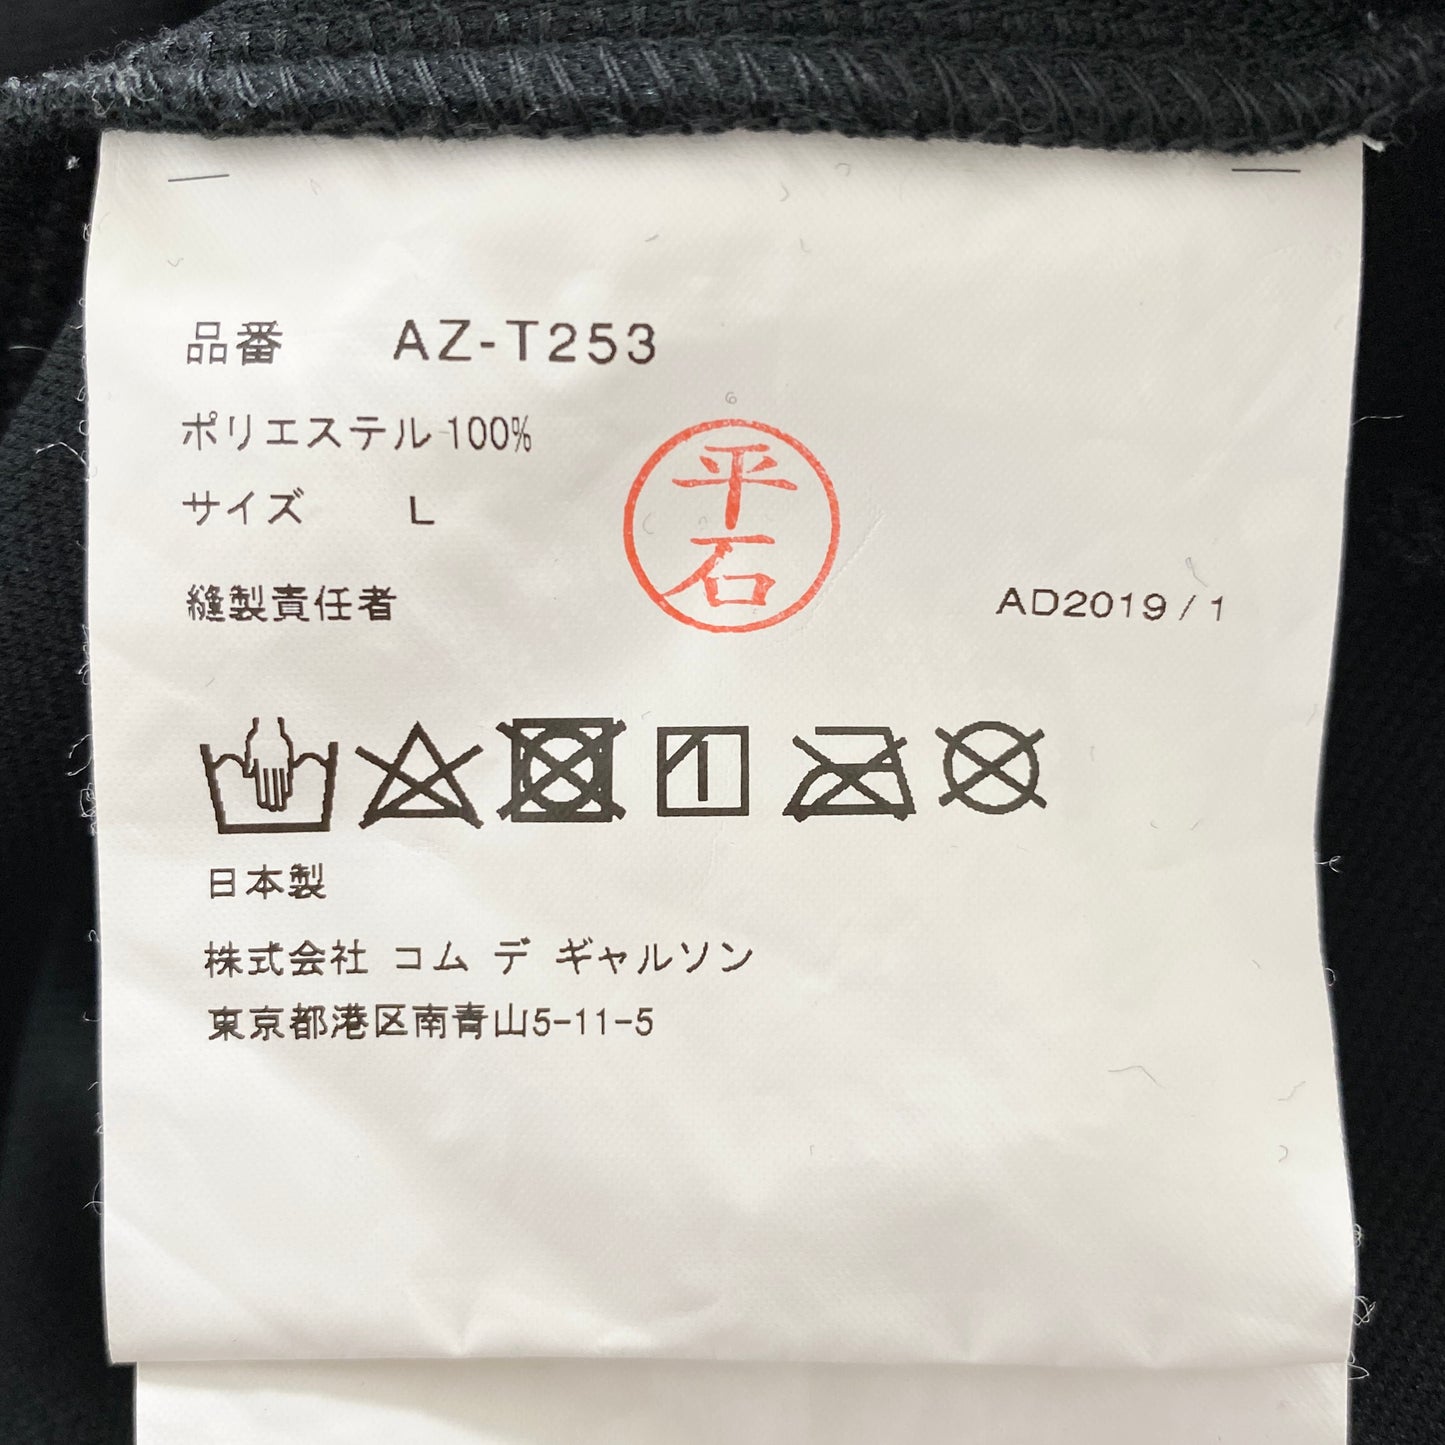 品番 AZ-T253
ポリエステル 100%
サイズ L
平石
縫製責任者
AD2019/1
日本製
株式会社 コム デ ギャルソン
東京都港区南青山5-11-5